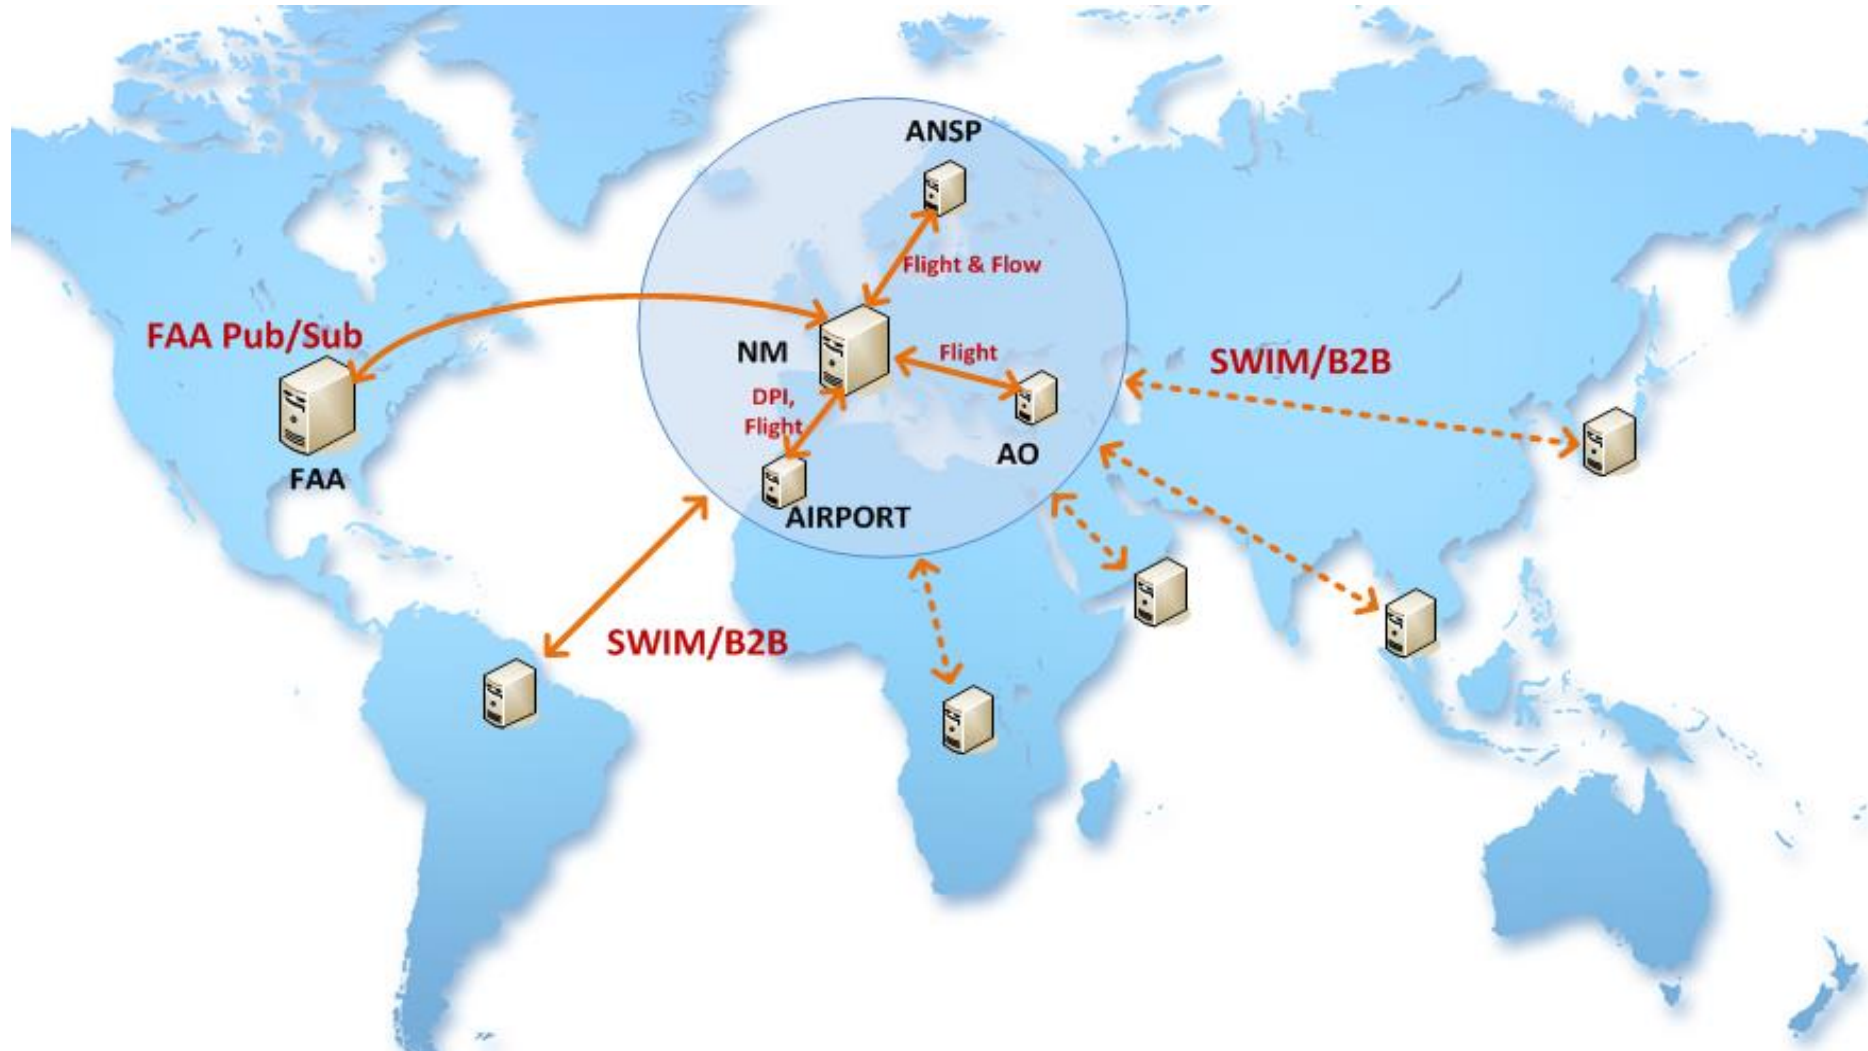 ANSP
Flight & Flow
FAA Pub/Sub
NM
Flight
SWIM/B2B
DPI,
Flight
AO
FAA
AIRPORT
SWIM/B2B